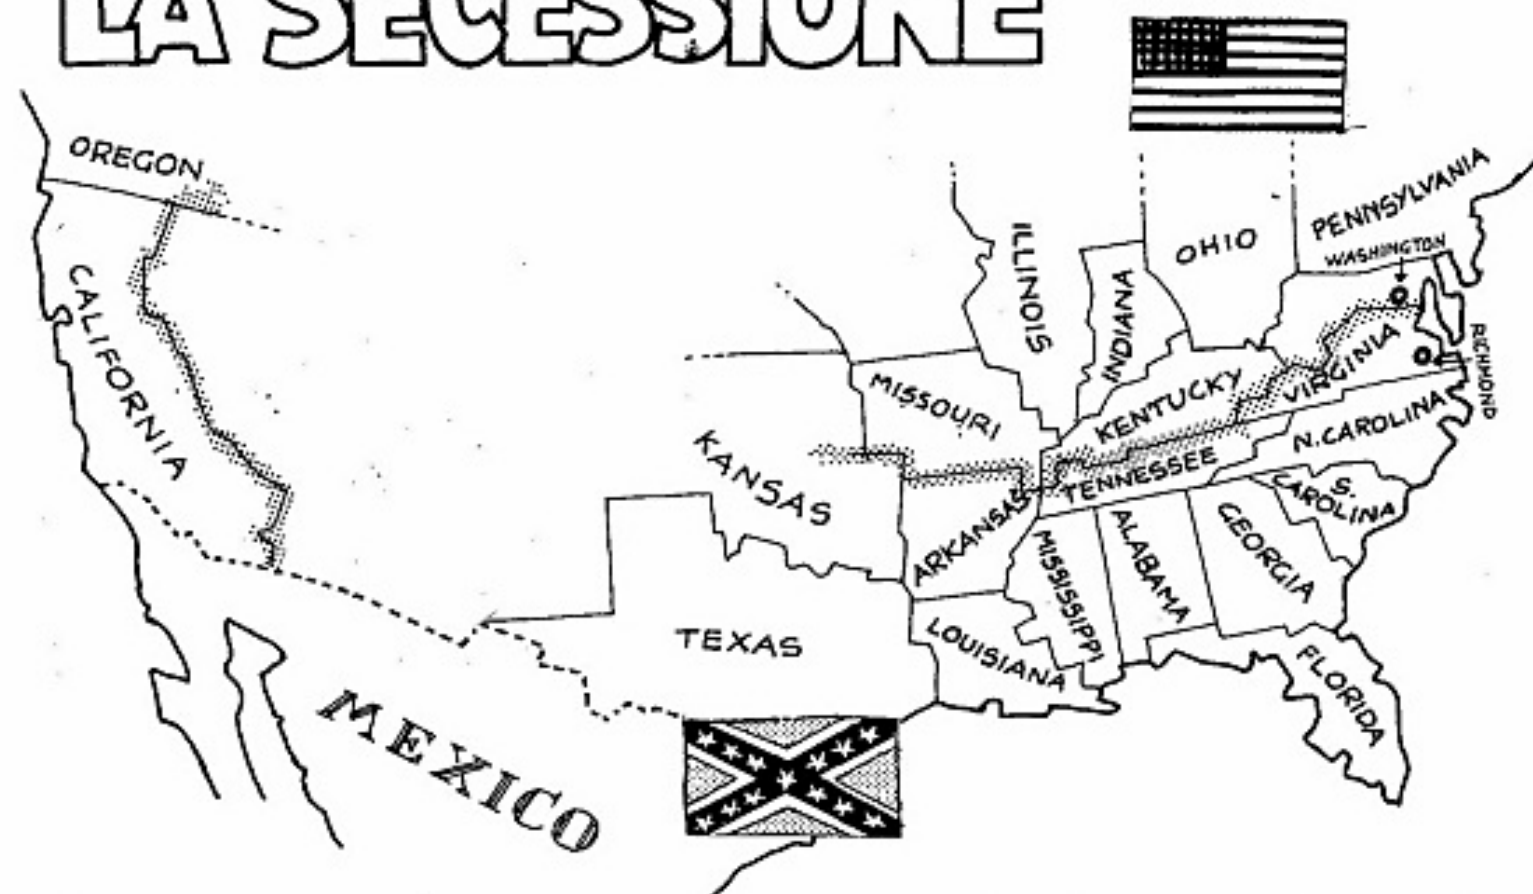 LA SECESSIONE
OREGON
PENNSYLVANIA
WASHINGTON
OHIO
ILLINOIS
INDIANA
CALIFORNIA
RICHMOND
VIRGINIA
KENTUCKY
MISSOURI
N. CAROLINA
KANSAS
TENNESSEE
S. CAROLINA
ARKANSAS
MISSISSIPPI
ALABAMA
GEORGIA
TEXAS
LOUISIANA
FLORIDA
MEXICO